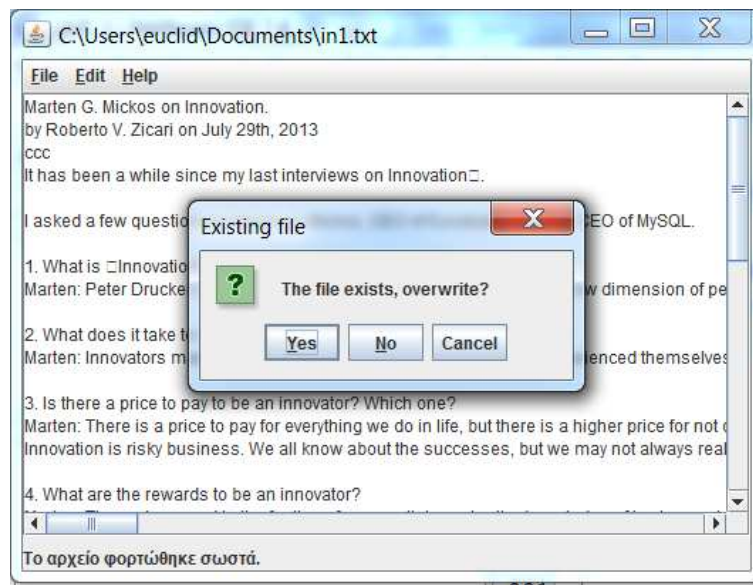 C:\Users\euclid\Documents\in1.txt
File Edit Help
Marten G. Mickos on Innovation.
by Roberto V. Zicari on July 29th, 2013
ccc
It has been a while since my last interviews on Innovation□.
I asked a few questio
CEO of MySQL.
1. What is □Innovatio
Marten: Peter Drucke
w dimension of pe
2. What does it take t
Marten: Innovators m
enced themselves
3. Is there a price to pay to be an innovator? Which one?
Marten: There is a price to pay for everything we do in life, but there is a higher price for not
Innovation is risky business. We all know about the successes, but we may not always real
4. What are the rewards to be an innovator?
Existing file
The file exists, overwrite?
Yes No Cancel
Το αρχείο φορτώθηκε σωστά.